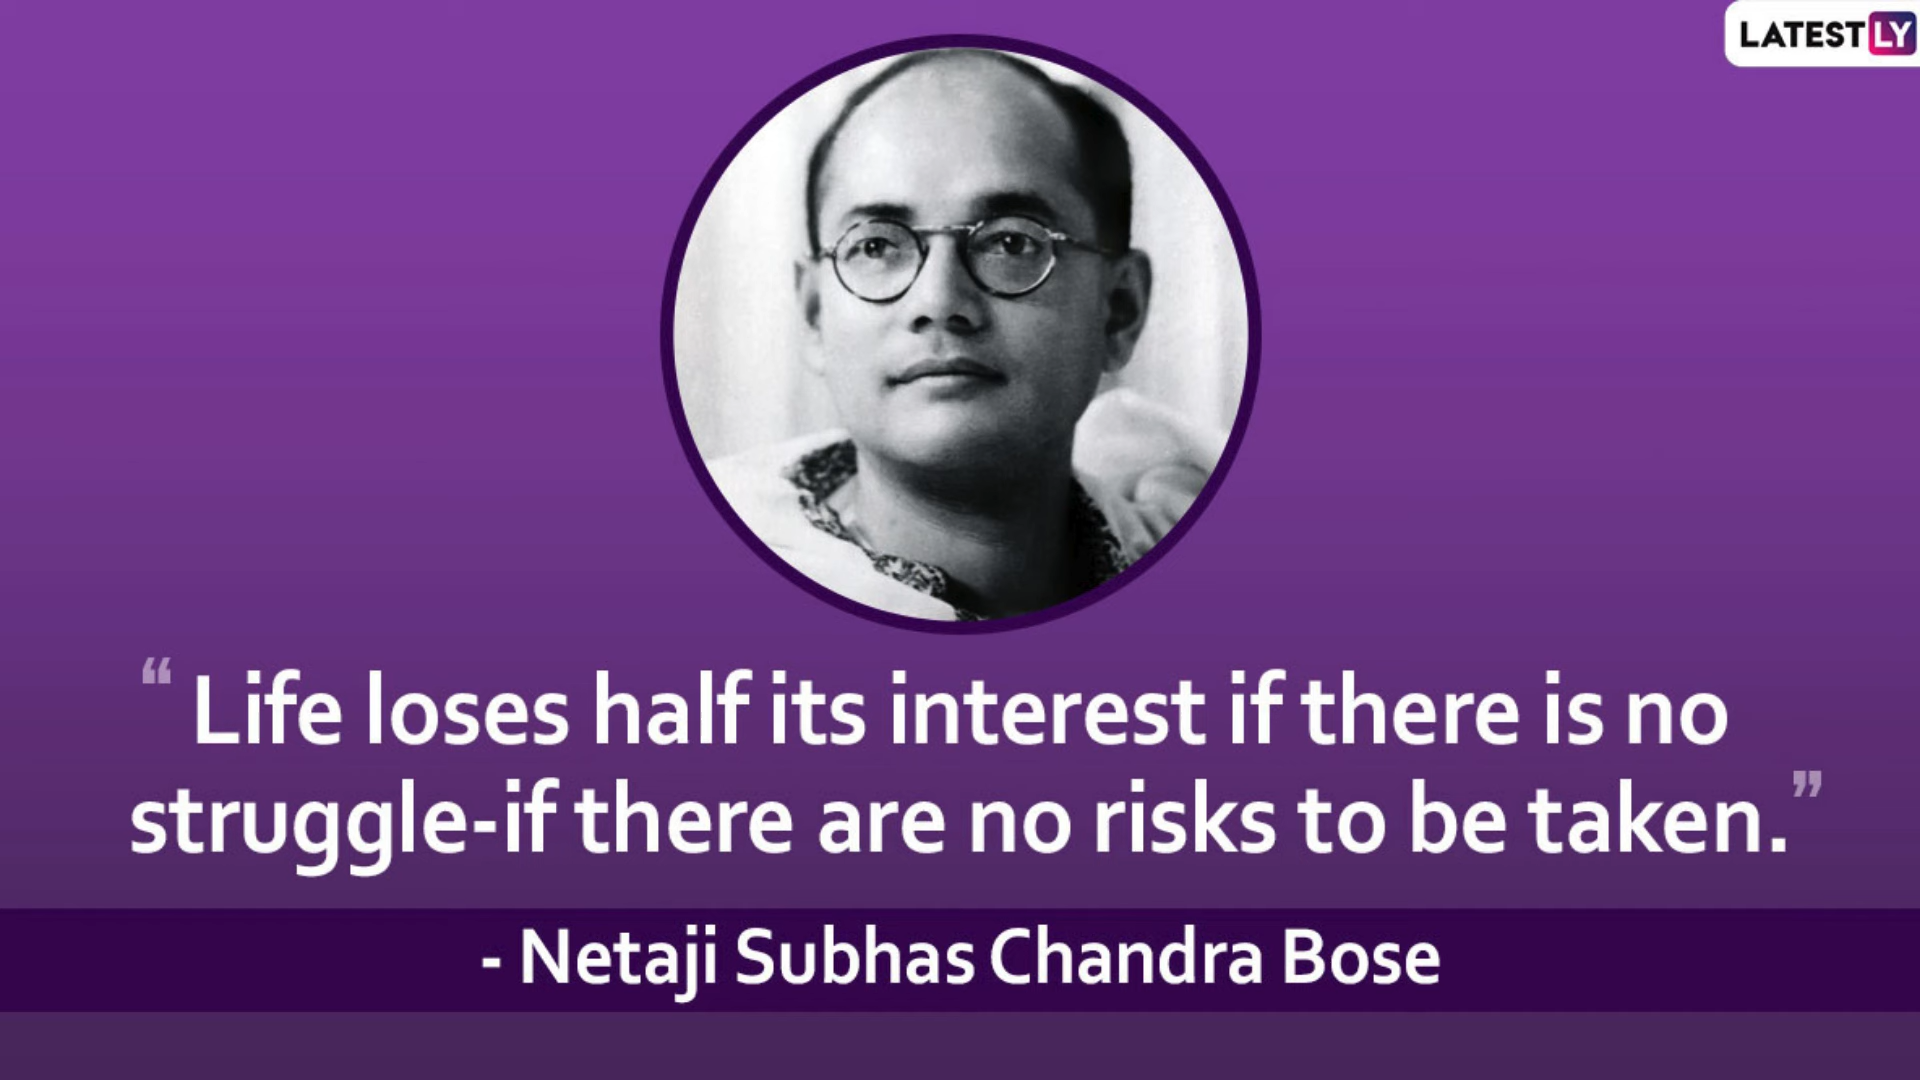 LATESTLY
“Life loses half its interest if there is no
struggle-if there are no risks to be taken.”
- Netaji Subhas Chandra Bose